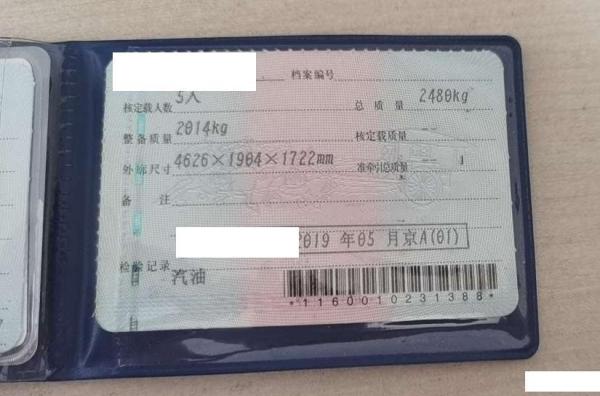 档案编号
核定载人数 5人 总质量 2480kg
整备质量 2014kg 核定载质量 --
外廓尺寸 4626×1904×1722mm 准牵引总质量 --
备注
2019年05月京A(01)
检验记录
汽油
*1160010231388*